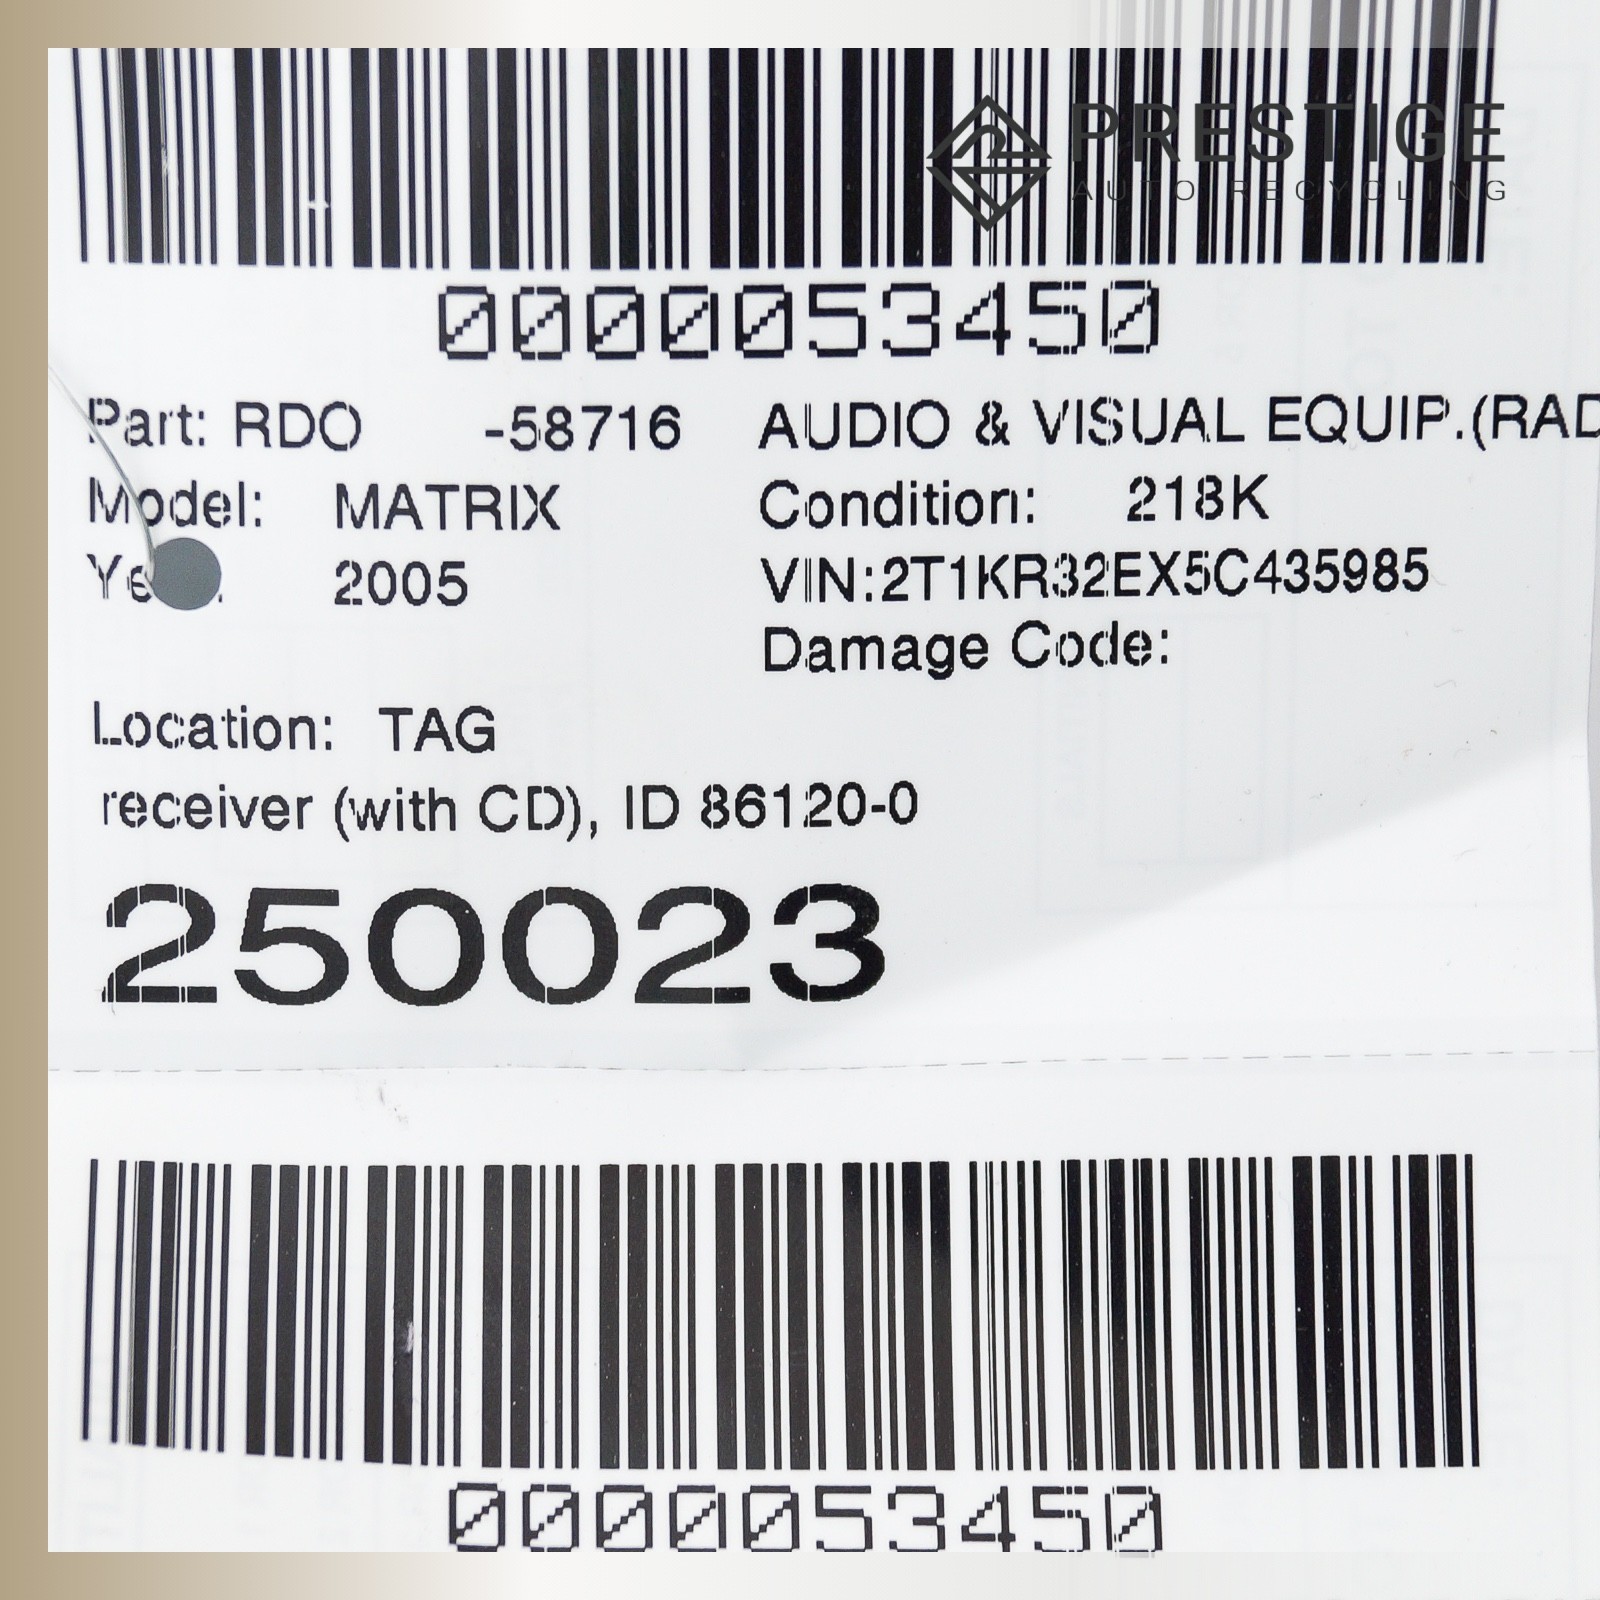 PRESTIGE
AUTO RECYCLING
0000053450
Part: RDO -58716 AUDIO & VISUAL EQUIP.(RAD
Model: MATRIX Condition: 218K
2005 VIN:2T1KR32EX5C435985
Damage Code:
Location: TAG
receiver (with CD), ID 86120-0
250023
0000053450